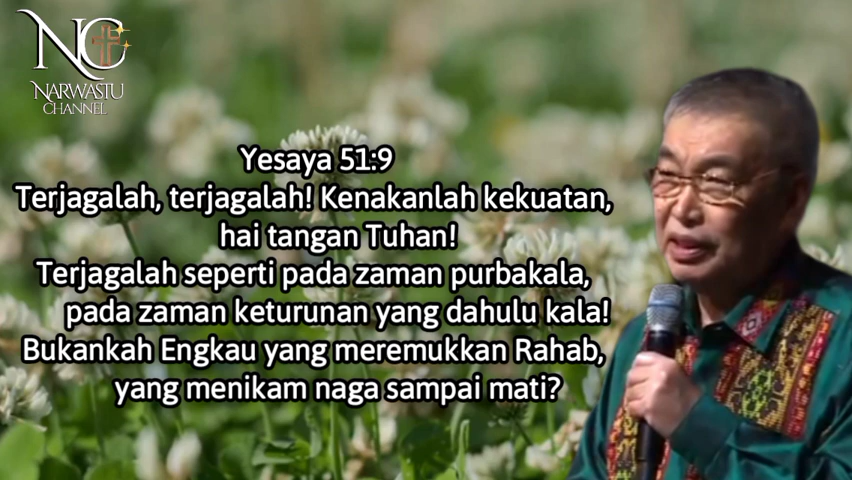 NC
NARWASTU
CHANNEL
Yesaya 51:9
Terjagalah, terjagalah! Kenakanlah kekuatan,
hai tangan Tuhan!
Terjagalah seperti pada zaman purbakala,
pada zaman keturunan yang dahulu kala!
Bukankah Engkau yang meremukkan Rahab,
yang menikam naga sampai mati?